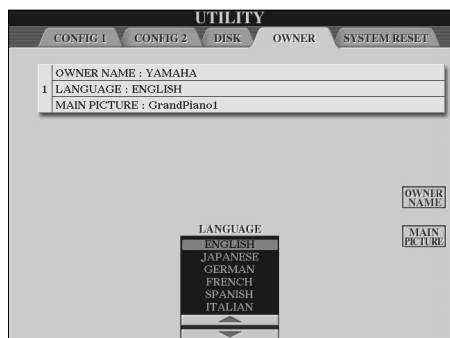 UTILITY
CONFIG 1 CONFIG 2 DISK OWNER SYSTEM RESET
OWNER NAME : YAMAHA
1 LANGUAGE : ENGLISH
MAIN PICTURE : GrandPiano1
OWNER
NAME
LANGUAGE
MAIN
PICTURE
ENGLISH
JAPANESE
GERMAN
FRENCH
SPANISH
ITALIAN